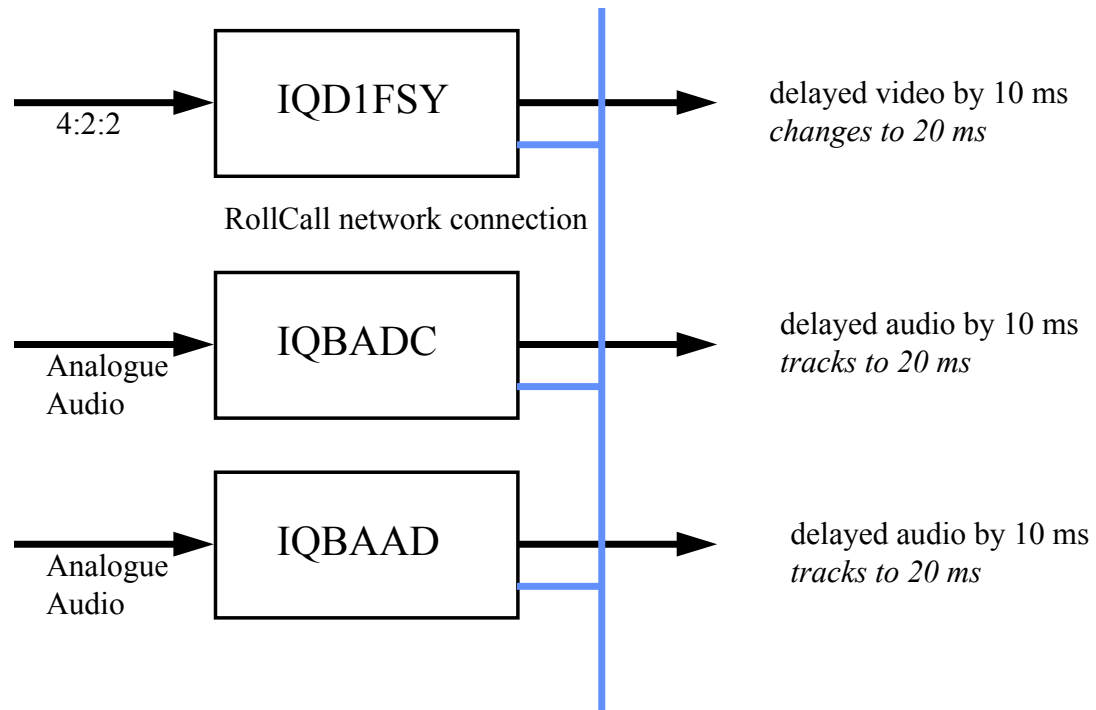 IQD1FSY
4:2:2
delayed video by 10 ms
changes to 20 ms
RollCall network connection
IQBADC
Analogue
Audio
delayed audio by 10 ms
tracks to 20 ms
IQBAAD
Analogue
Audio
delayed audio by 10 ms
tracks to 20 ms